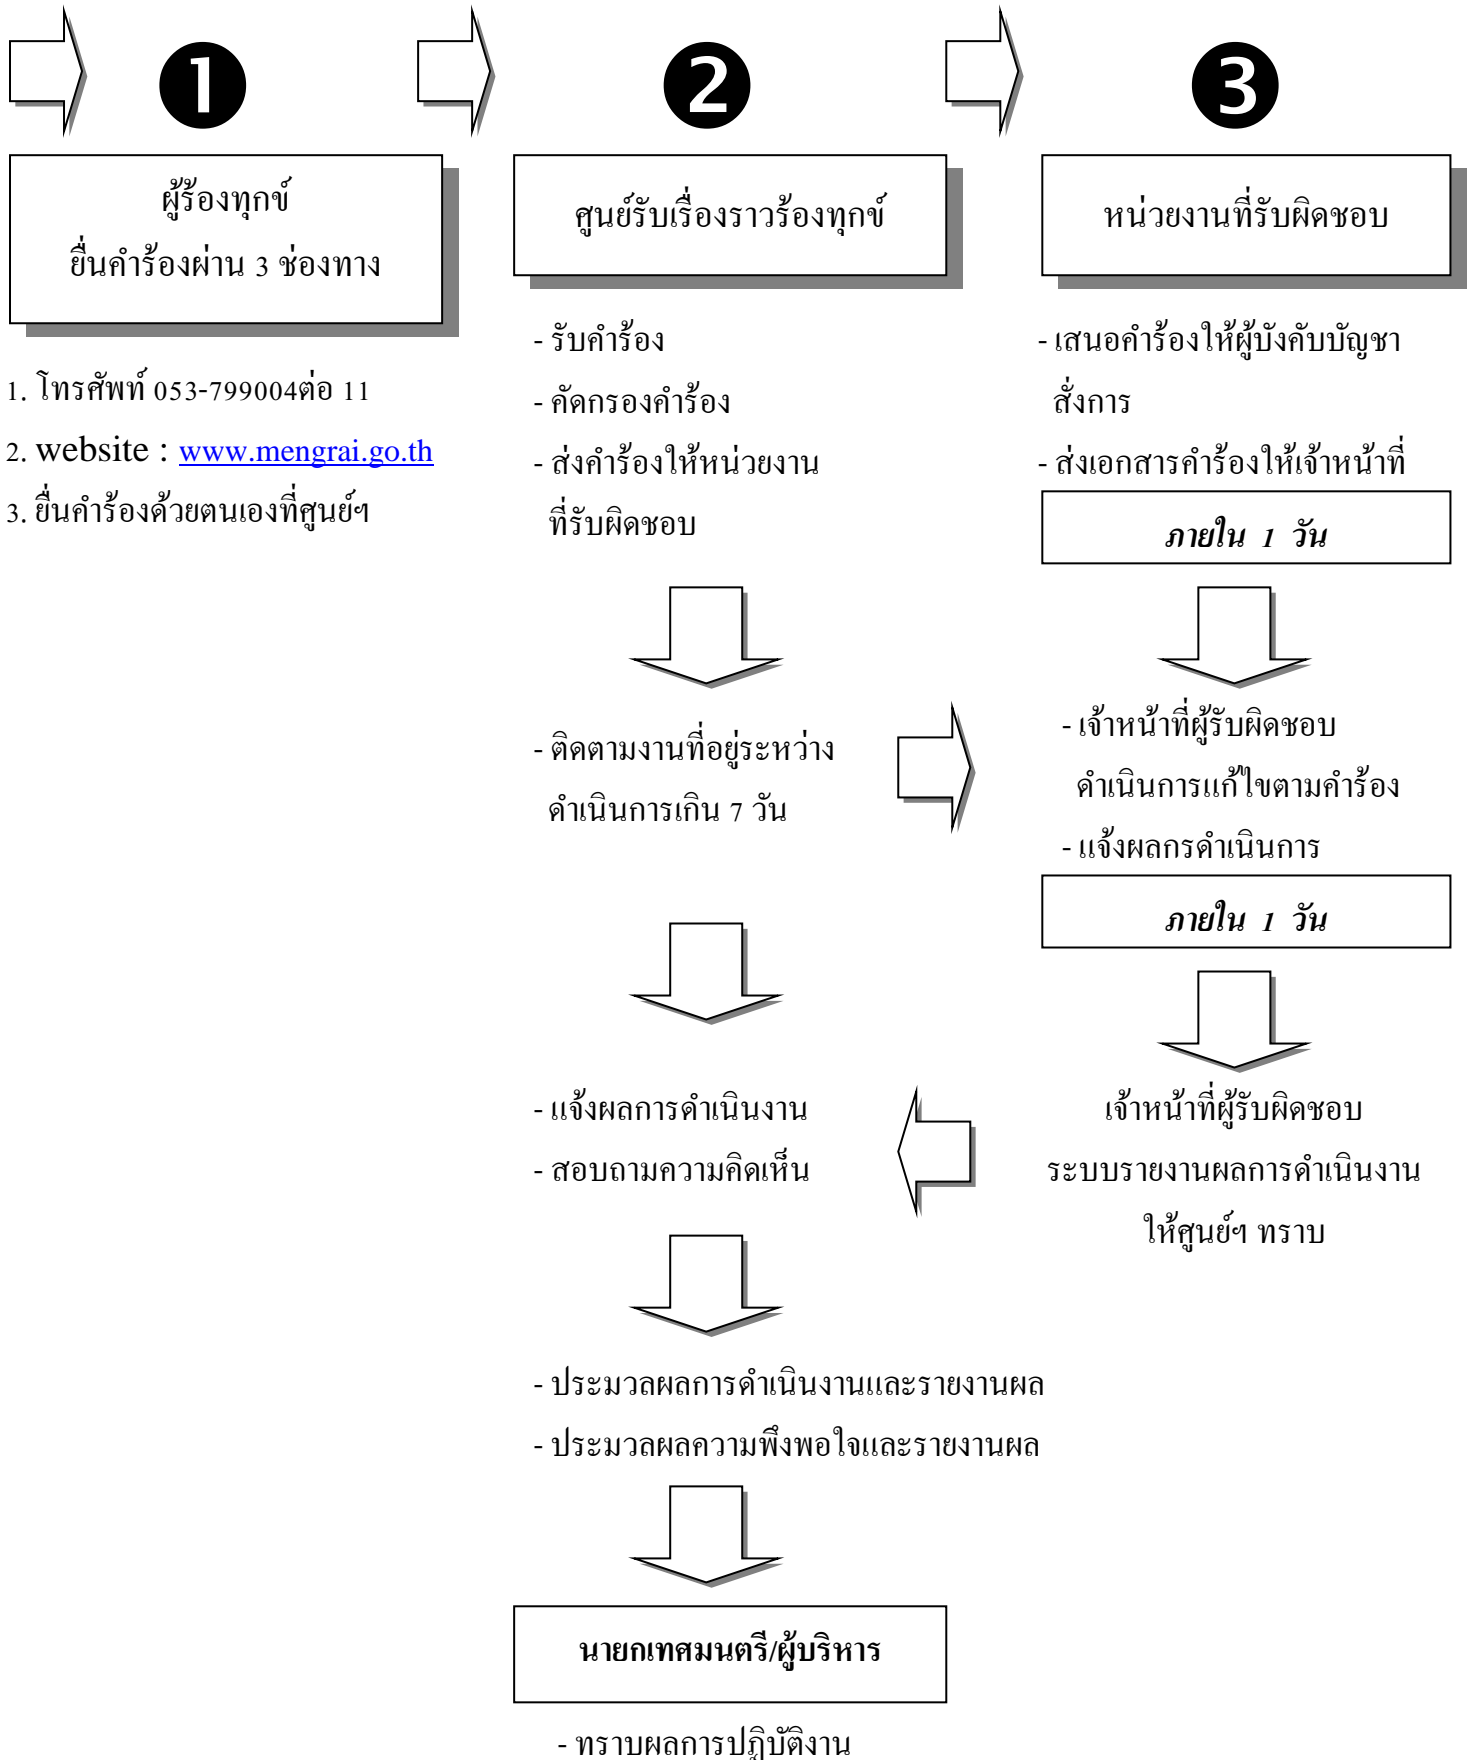 ❶
ผู้ร้องทุกข์
ยื่นคำร้องผ่าน 3 ช่องทาง
1. โทรศัพท์ 053-799004ต่อ 11
2. website : www.mengrai.go.th
3. ยื่นคำร้องด้วยตนเองที่ศูนย์ฯ
❷
ศูนย์รับเรื่องราวร้องทุกข์
- รับคำร้อง
- คัดกรองคำร้อง
- ส่งคำร้องให้หน่วยงาน
ที่รับผิดชอบ
- ติดตามงานที่อยู่ระหว่าง
ดำเนินการเกิน 7 วัน
❸
หน่วยงานที่รับผิดชอบ
- เสนอคำร้องให้ผู้บังคับบัญชา
สั่งการ
- ส่งเอกสารคำร้องให้เจ้าหน้าที่
ภายใน 1 วัน
- เจ้าหน้าที่ผู้รับผิดชอบ
ดำเนินการแก้ไขตามคำร้อง
- แจ้งผลกรดำเนินการ
ภายใน 1 วัน
เจ้าหน้าที่ผู้รับผิดชอบ
ระบบรายงานผลการดำเนินงาน
ให้ศูนย์ฯ ทราบ
- แจ้งผลการดำเนินงาน
- สอบถามความคิดเห็น
- ประมวลผลการดำเนินงานและรายงานผล
- ประมวลผลความพึงพอใจและรายงานผล
นายกเทศมนตรี/ผู้บริหาร
- ทราบผลการปฏิบัติงาน